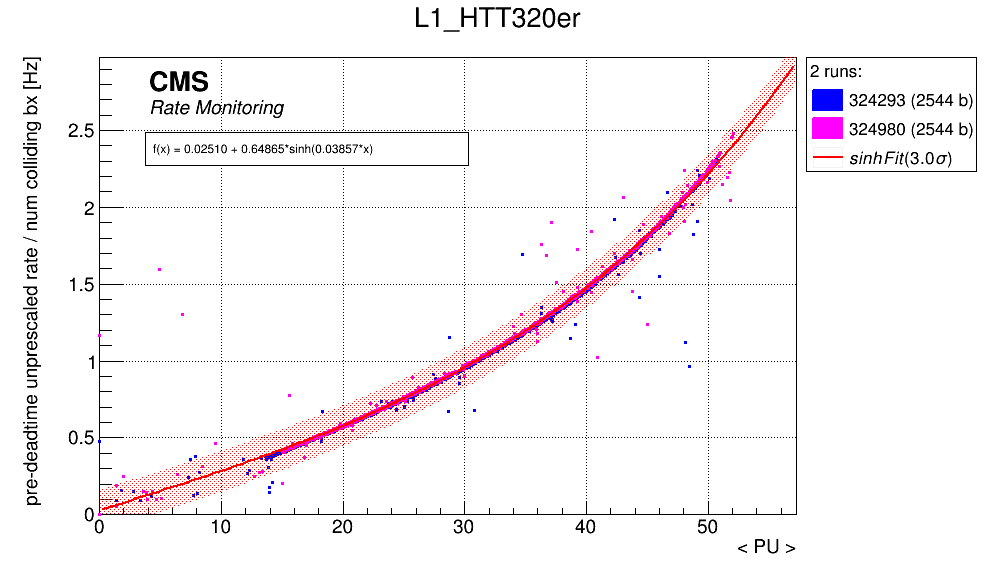 L1_HTT320er
pre-deadtime unprescaled rate / num colliding bx [Hz]
CMS
Rate Monitoring
f(x) = 0.02510 + 0.64865*sinh(0.03857*x)
2 runs:
324293 (2544 b)
324980 (2544 b)
sinhFit(3.0σ)
2.5
2
1.5
1
0.5
0
0 10 20 30 40 50
< PU >